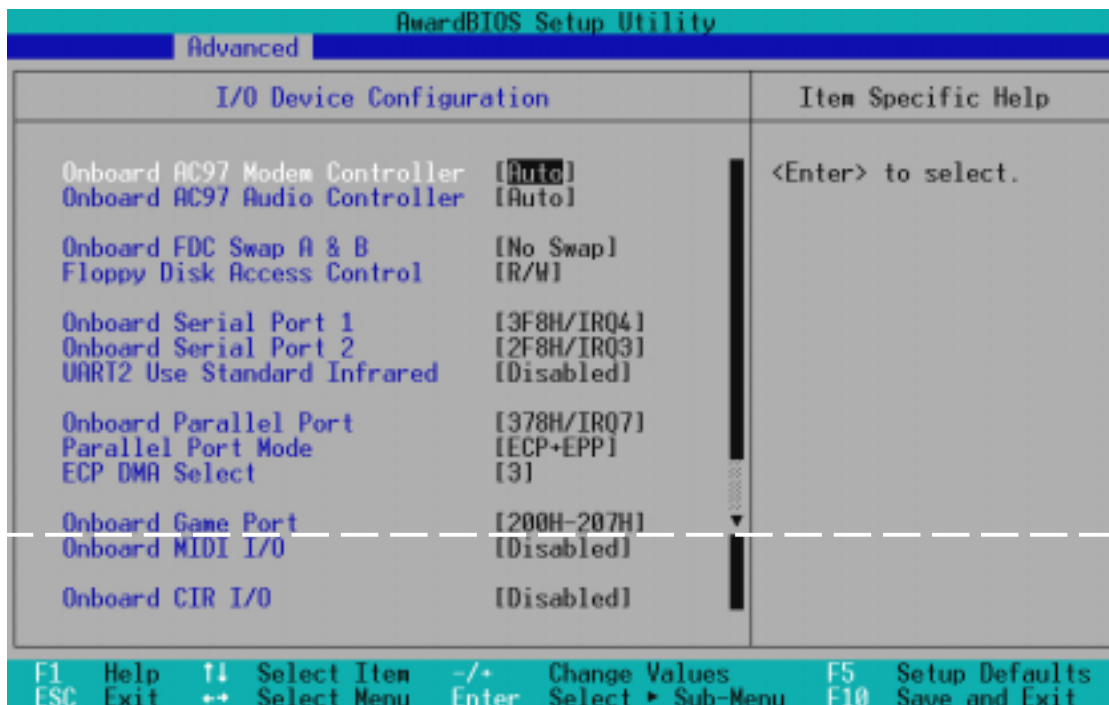 AwardBIOS Setup Utility
Advanced
I/O Device Configuration
Item Specific Help
Onboard AC97 Modem Controller [Auto]
<Enter> to select.
Onboard AC97 Audio Controller [Auto]
Onboard FDC Swap A & B [No Swap]
Floppy Disk Access Control [R/W]
Onboard Serial Port 1 [3F8H/IRQ4]
Onboard Serial Port 2 [2F8H/IRQ3]
UART2 Use Standard Infrared [Disabled]
Onboard Parallel Port [378H/IRQ7]
Parallel Port Mode [ECP+EPP]
ECP DMA Select [3]
Onboard Game Port [200H-207H]
Onboard MIDI I/O [Disabled]
Onboard CIR I/O [Disabled]
F1 Help ↑↓ Select Item -/+ Change Values F5 Setup Defaults
ESC Exit ←→ Select Menu Enter Select ► Sub-Menu F10 Save and Exit